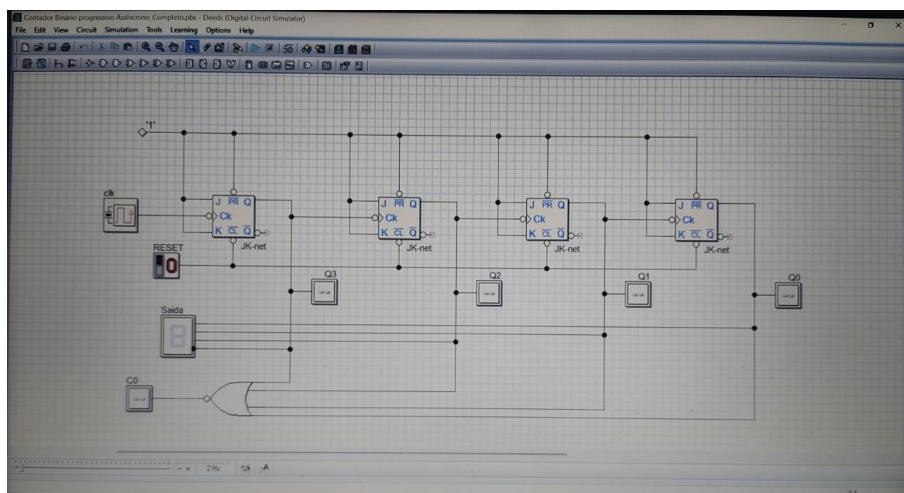 Contador Binário progressivo Assíncrono_Completo.pbs - Deeds (Digital Circuit Simulator)
File Edit View Circuit Simulation Tools Learning Options Help
'1'
clk
J PR Q
Ck
K CL Q
JK-net
J PR Q
Ck
K CL Q
JK-net
J PR Q
Ck
K CL Q
JK-net
J PR Q
Ck
K CL Q
JK-net
RESET
0
Q3
Q2
Q1
Q0
Saida
C0
2 Hz